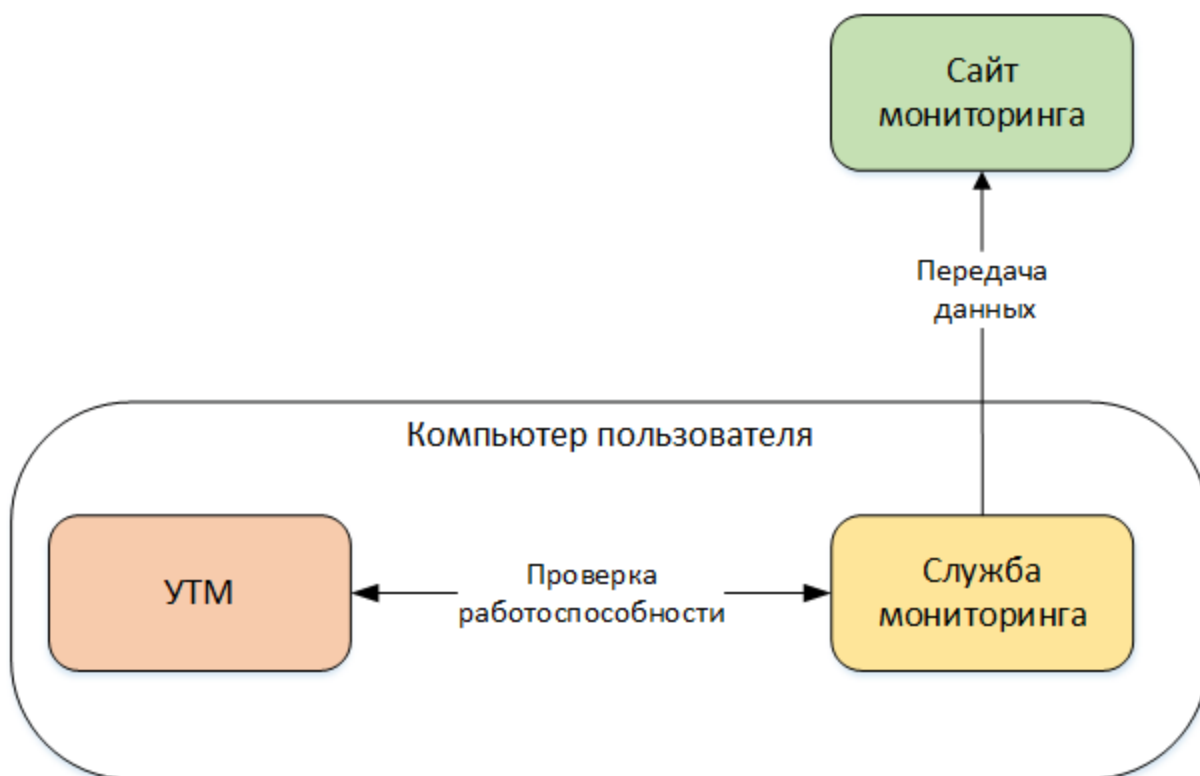 Сайт
мониторинга
Передача
данных
Компьютер пользователя
УТМ
Проверка
работоспособности
Служба
мониторинга